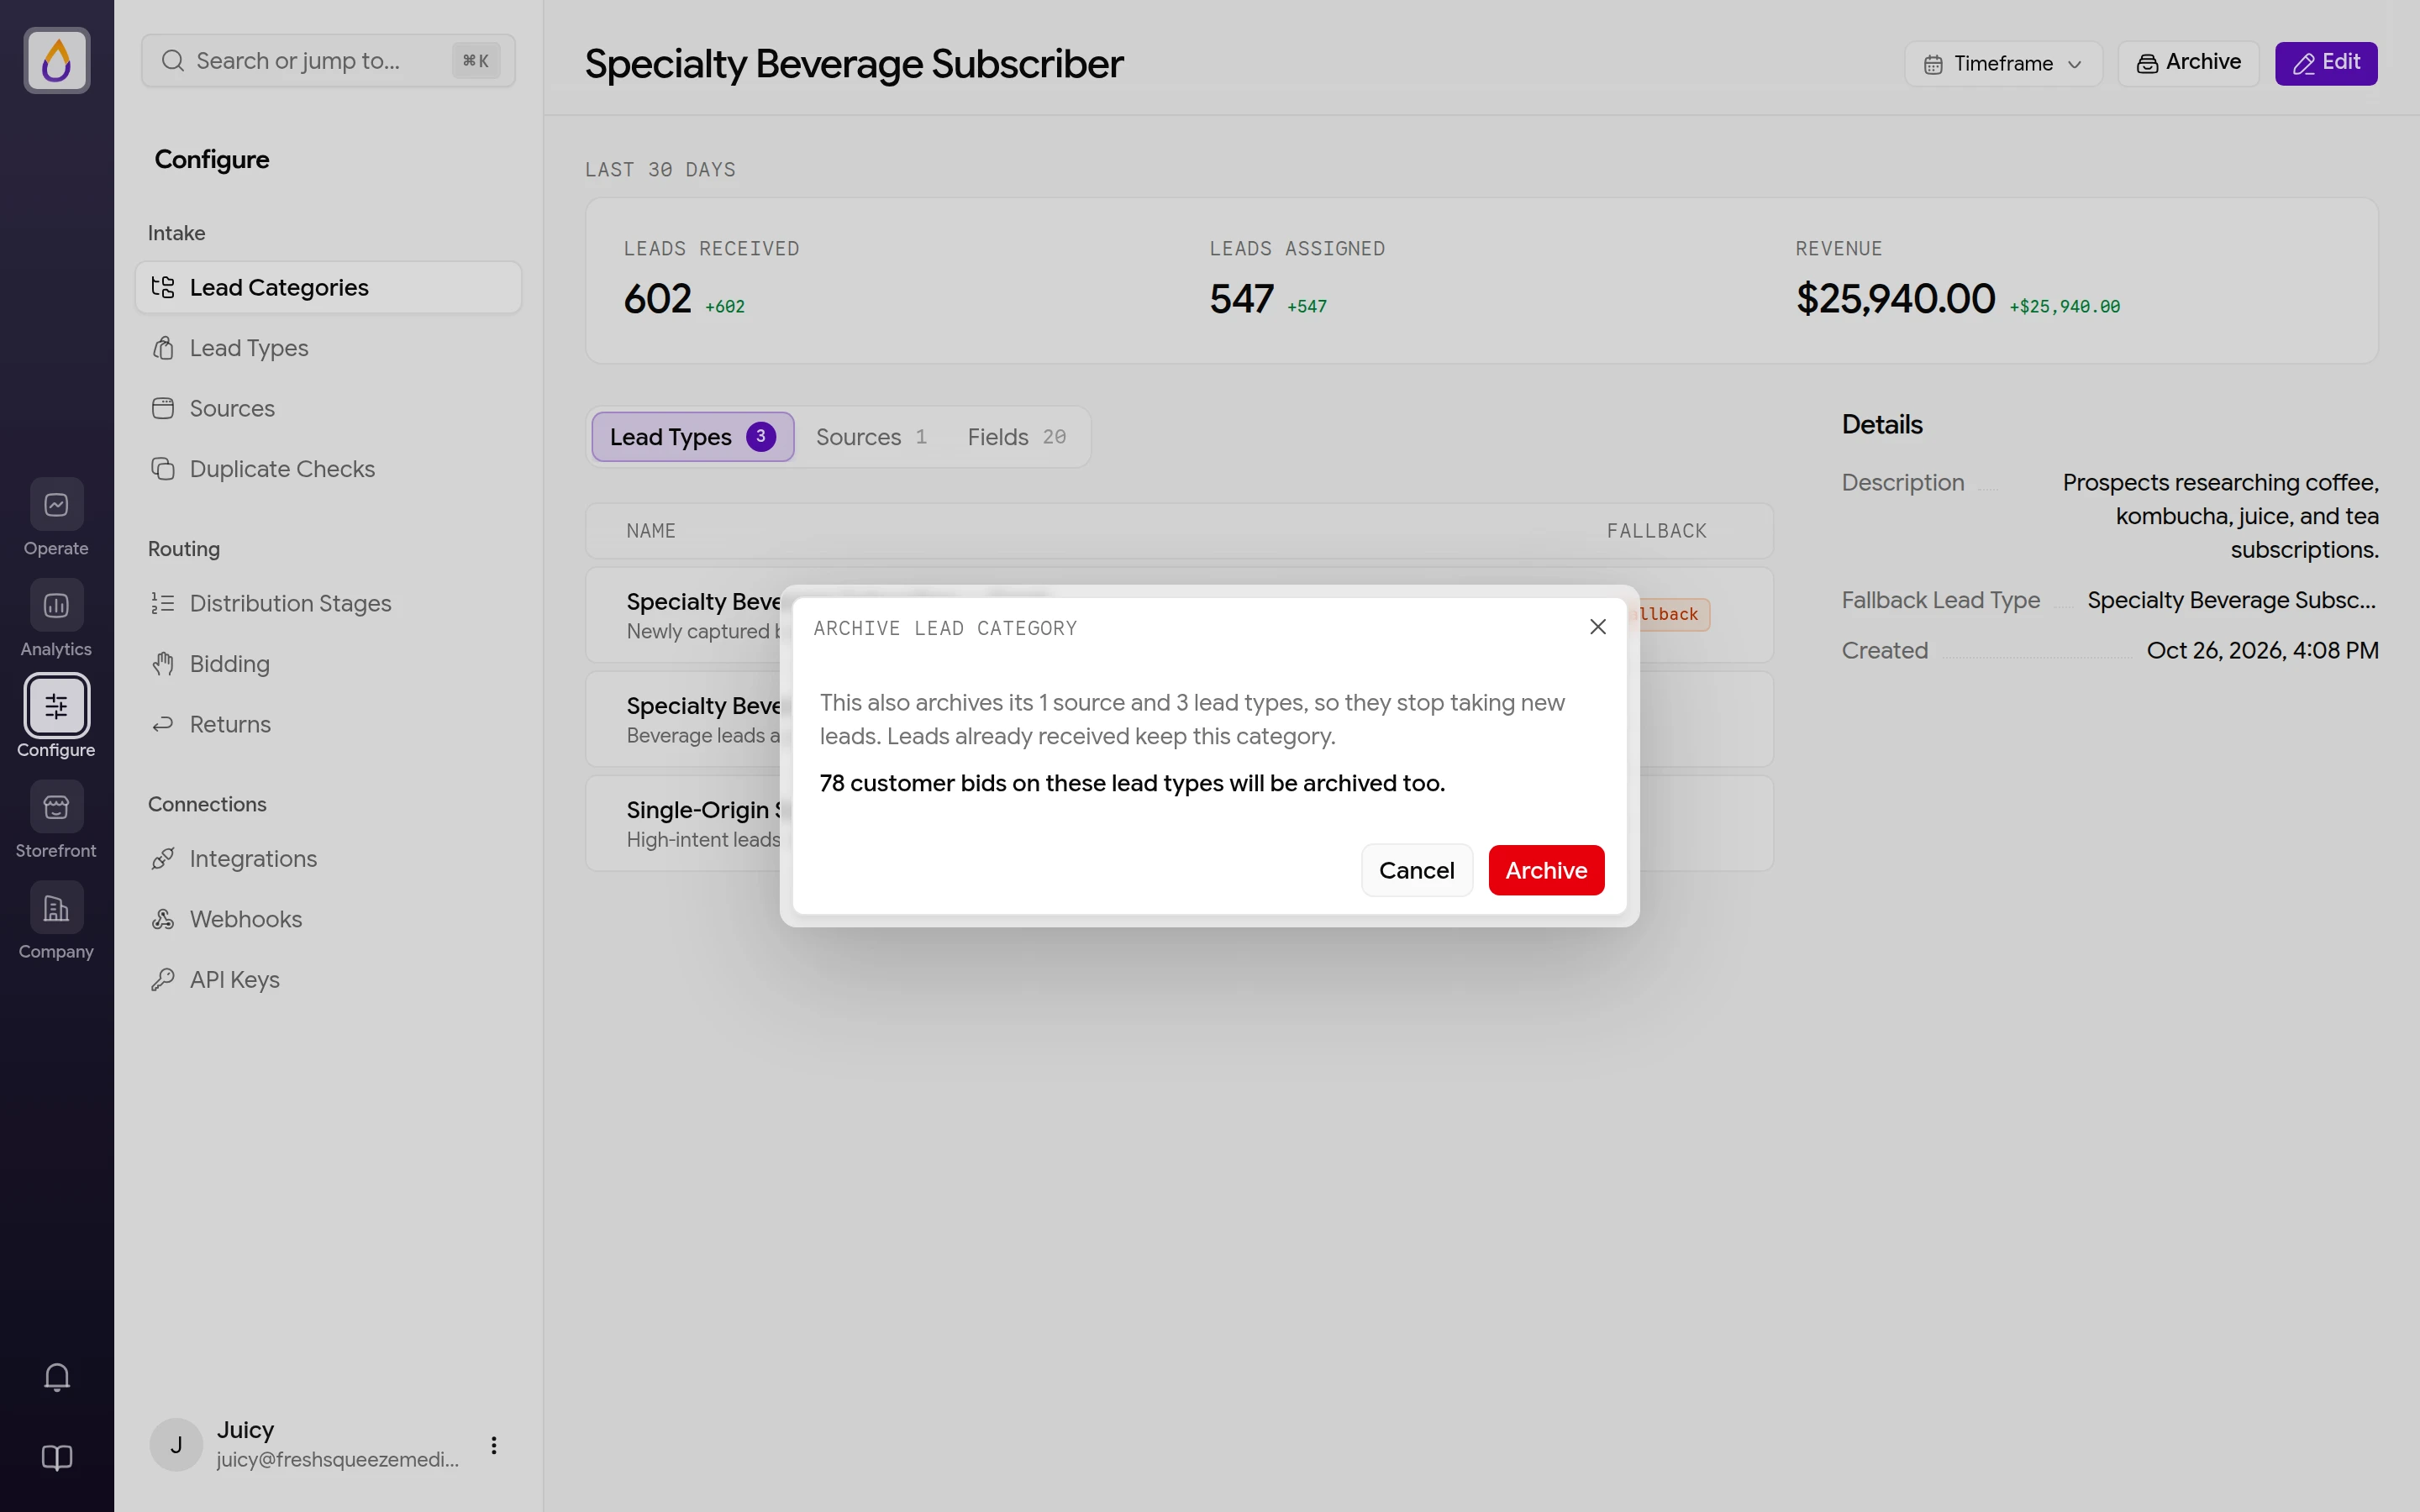 Search or jump to...
⌘K
Configure
Intake
Lead Categories
Lead Types
Sources
Duplicate Checks
Routing
Distribution Stages
Bidding
Returns
Connections
Integrations
Webhooks
API Keys
Operate
Analytics
Configure
Storefront
Company
J
Juicy
juicy@freshsqueezemedi...
Specialty Beverage Subscriber
Timeframe
Archive
Edit
LAST 30 DAYS
LEADS RECEIVED
602 +602
LEADS ASSIGNED
547 +547
REVENUE
$25,940.00 +$25,940.00
Lead Types 3
Sources 1
Fields 20
NAME
FALLBACK
Specialty Beve
Newly captured
llback
Specialty Beve
Beverage leads
Single-Origin
High-intent leads
Details
Description
Prospects researching coffee,
kombucha, juice, and tea
subscriptions.
Fallback Lead Type
Specialty Beverage Subsc...
Created
Oct 26, 2026, 4:08 PM
ARCHIVE LEAD CATEGORY
This also archives its 1 source and 3 lead types, so they stop taking new
leads. Leads already received keep this category.
78 customer bids on these lead types will be archived too.
Cancel
Archive